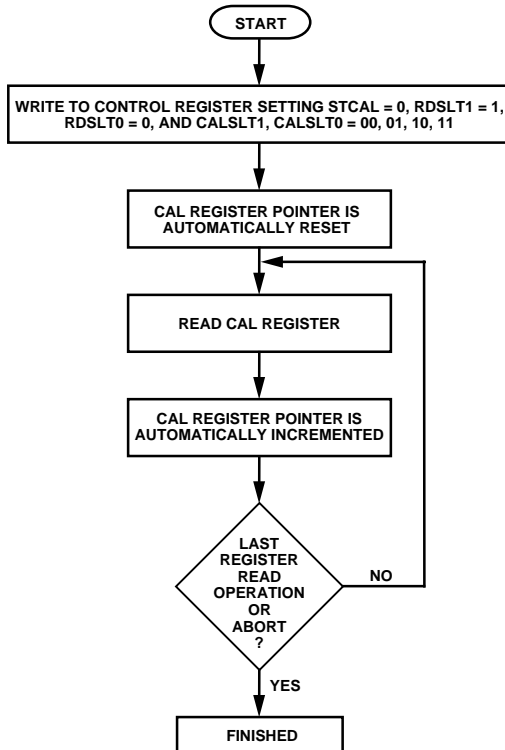 START
WRITE TO CONTROL REGISTER SETTING STCAL = 0, RDSLT1 = 1,
RDSLT0 = 0, AND CALSLT1, CALSLT0 = 00, 01, 10, 11
CAL REGISTER POINTER IS
AUTOMATICALLY RESET
READ CAL REGISTER
CAL REGISTER POINTER IS
AUTOMATICALLY INCREMENTED
LAST
REGISTER
READ
OPERATION
OR
ABORT
?
NO
YES
FINISHED